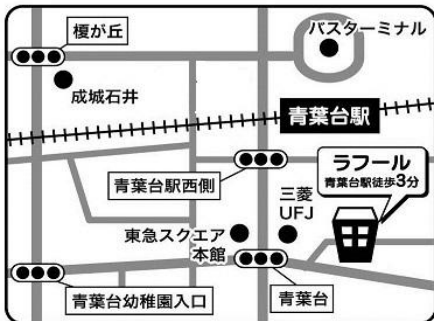 榎が丘
バスターミナル
成城石井
青葉台駅
ラフール
青葉台駅徒歩3分
青葉台駅西側
三菱
UFJ
東急スクエア
本館
青葉台幼稚園入口
青葉台